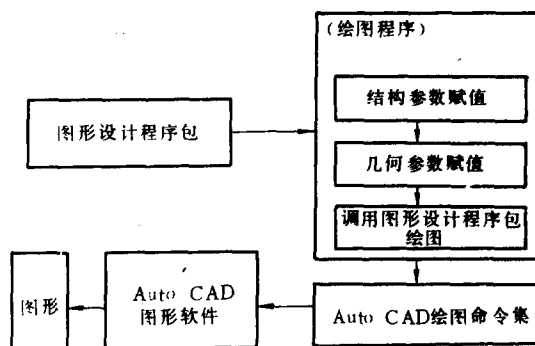 (绘图程序)
结构参数赋值
图形设计程序包
几何参数赋值
调用图形设计程序包
绘图
图形
Auto CAD
图形软件
Auto CAD绘图命令集